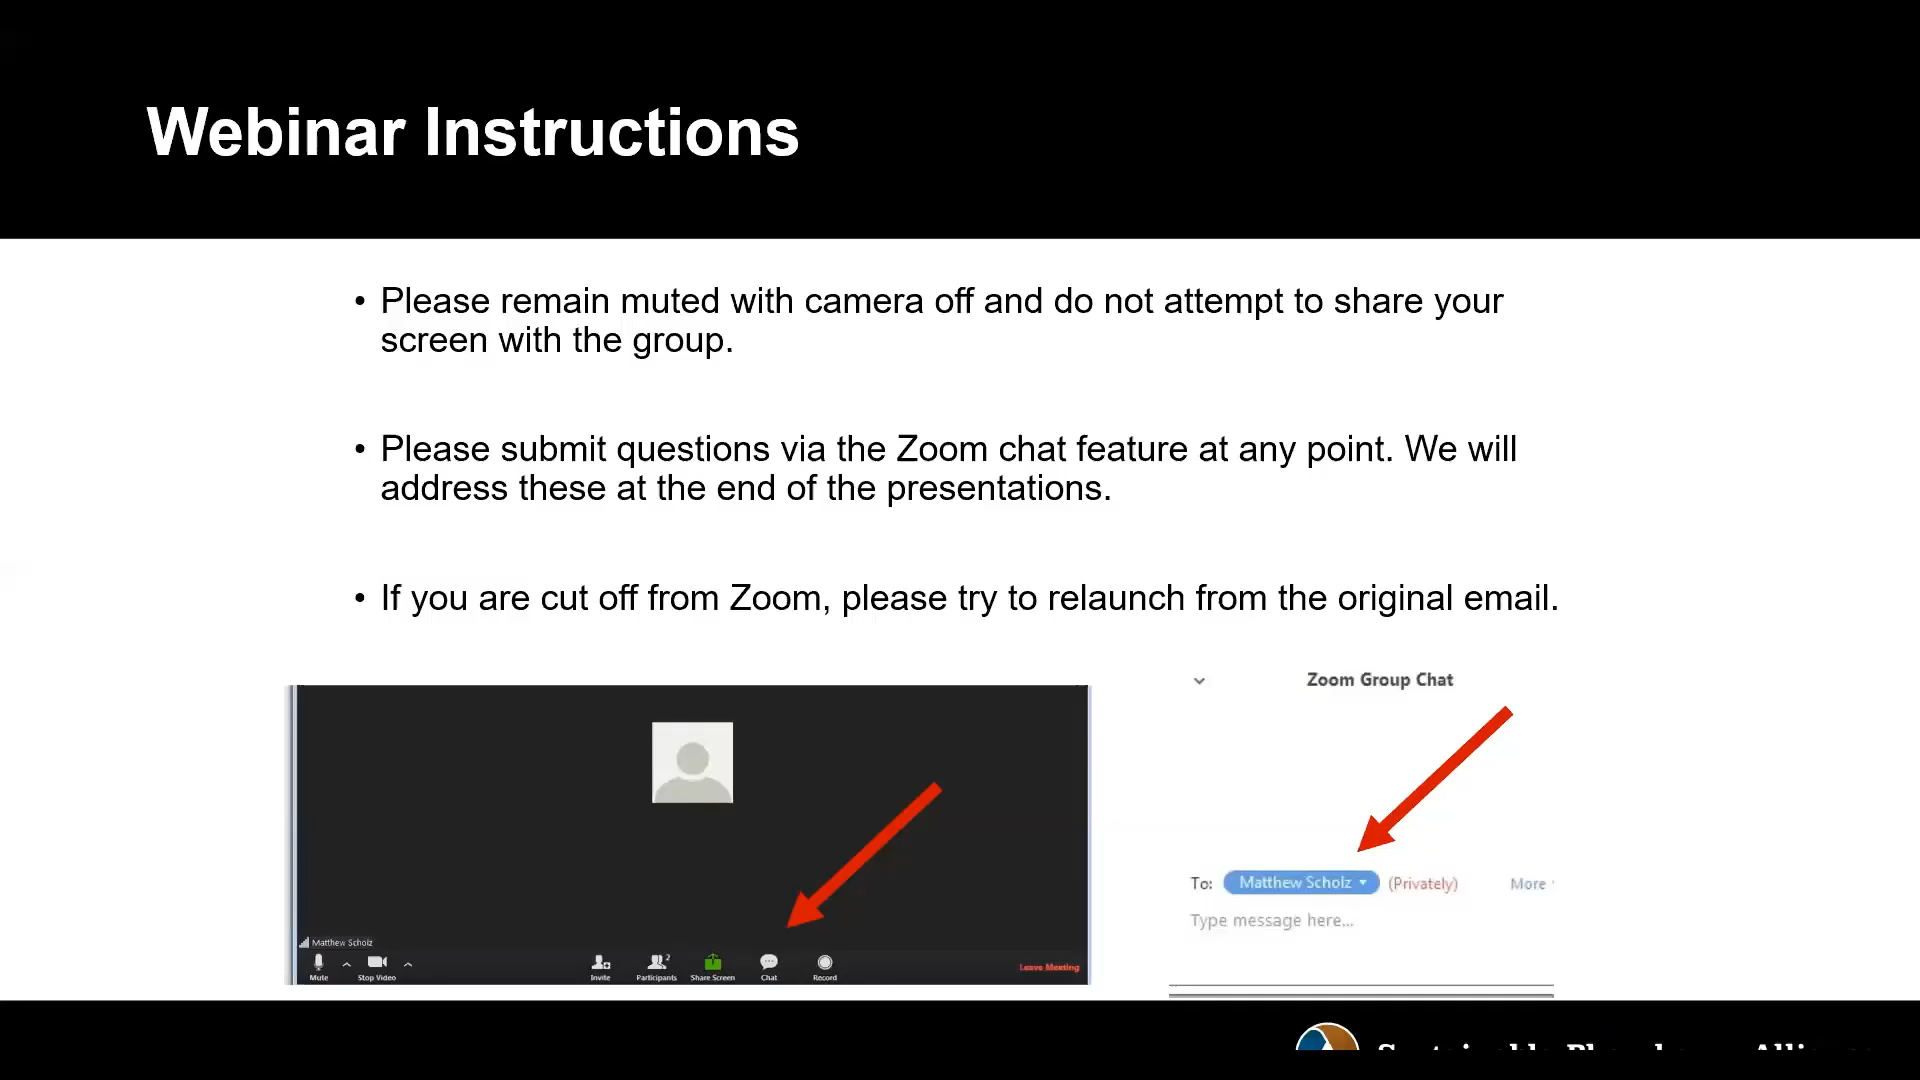 Webinar Instructions
• Please remain muted with camera off and do not attempt to share your
screen with the group.
• Please submit questions via the Zoom chat feature at any point. We will
address these at the end of the presentations.
• If you are cut off from Zoom, please try to relaunch from the original email.
Matthew Scholz
Mute
Stop Video
Invite
2
Participants
Share Screen
Chat
Record
Leave Meeting
Zoom Group Chat
To: Matthew Scholz (Privately) More
Type message here...